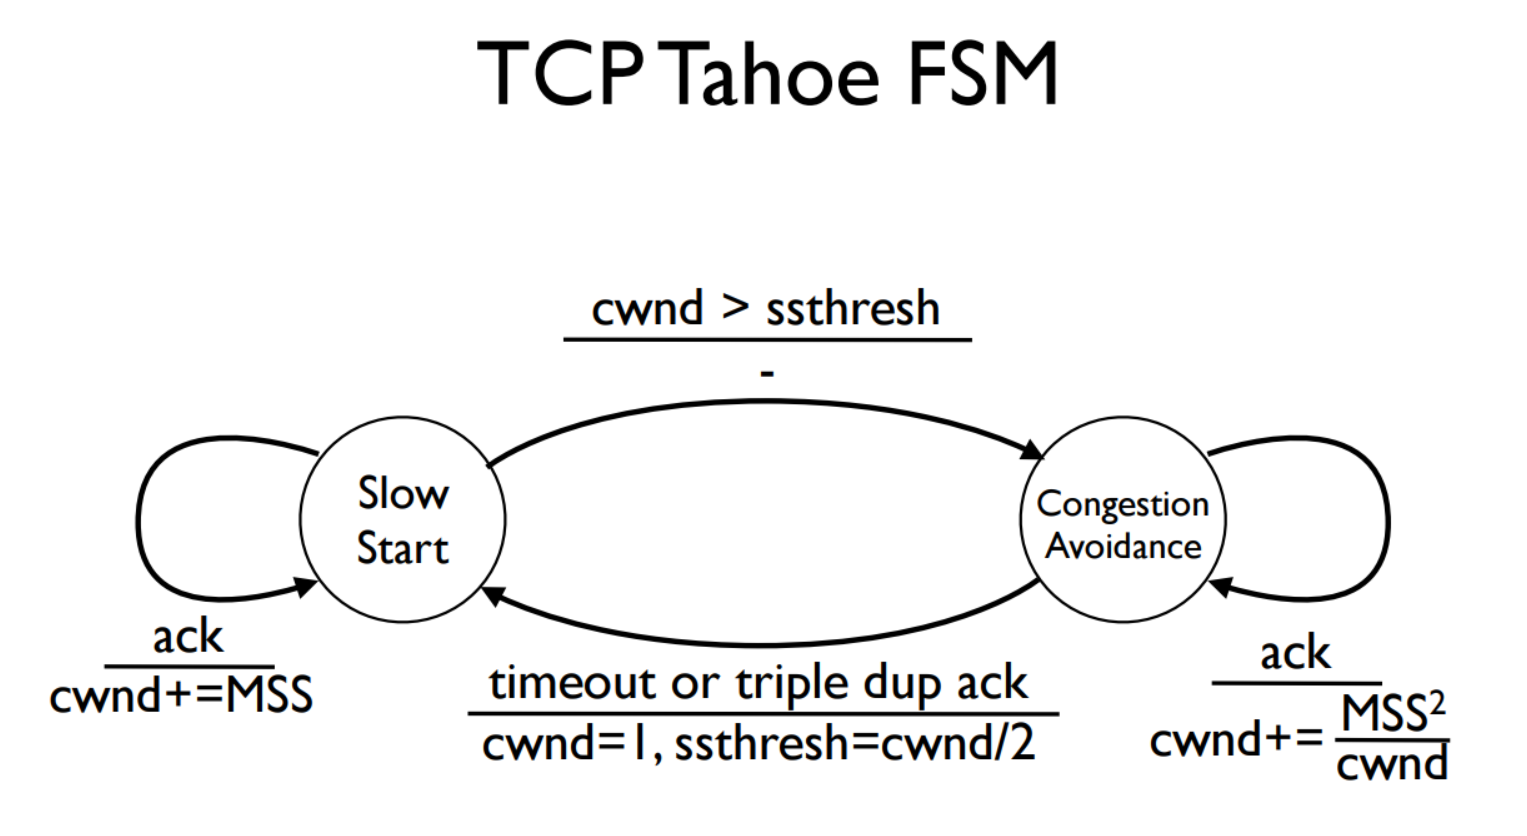 TCP Tahoe FSM
cwnd > ssthresh
-
Slow
Start
Congestion
Avoidance
ack
cwnd+=MSS
timeout or triple dup ack
cwnd=1, ssthresh=cwnd/2
ack
cwnd+= MSS²
cwnd